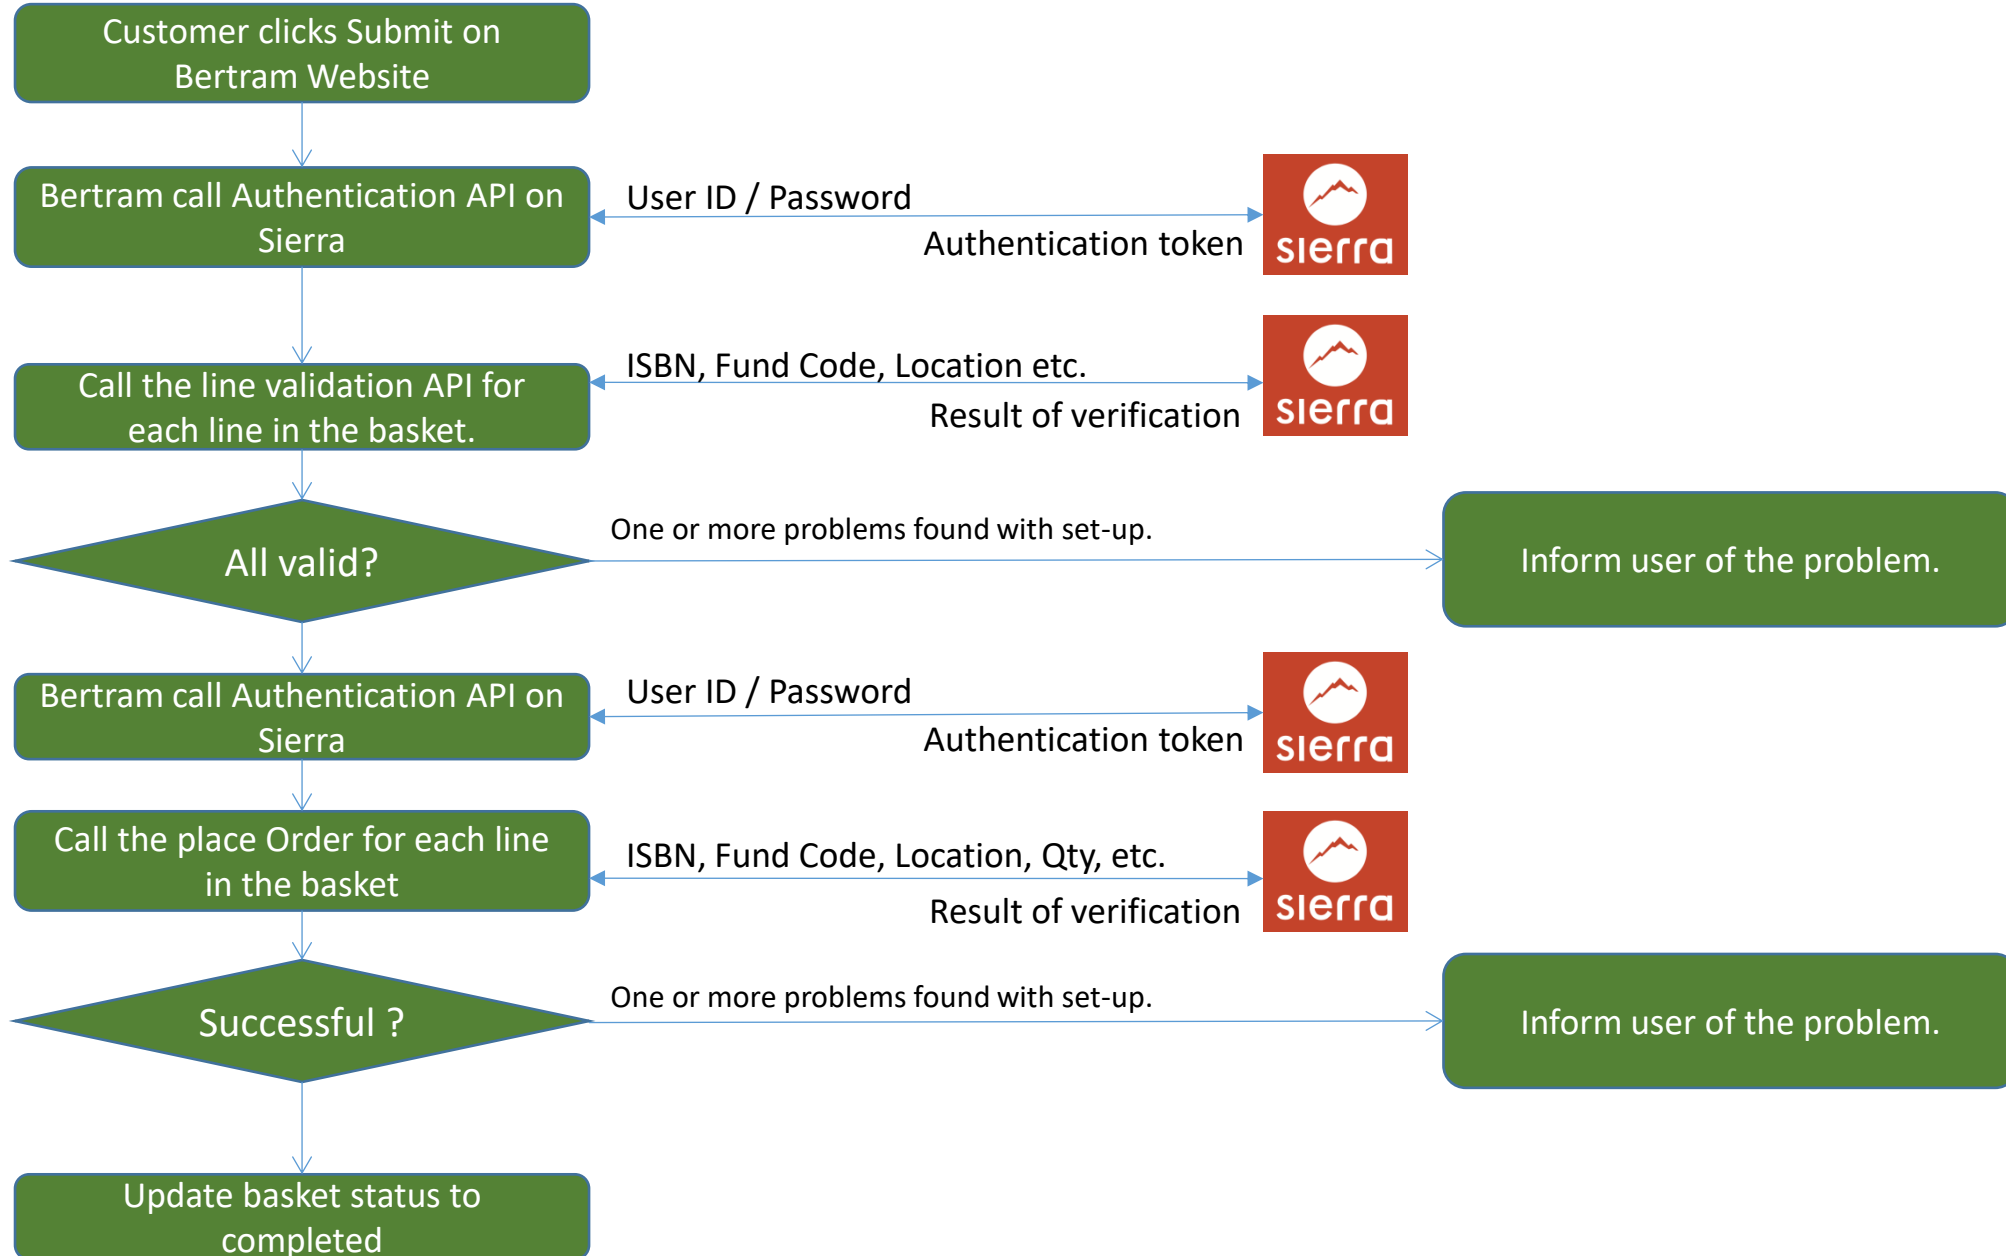 Customer clicks Submit on
Bertram Website
Bertram call Authentication API on
Sierra
User ID / Password
Authentication token
sierra
Call the line validation API for
each line in the basket.
ISBN, Fund Code, Location etc.
Result of verification
sierra
All valid?
One or more problems found with set-up.
Inform user of the problem.
Bertram call Authentication API on
Sierra
User ID / Password
Authentication token
sierra
Call the place Order for each line
in the basket
ISBN, Fund Code, Location, Qty, etc.
Result of verification
sierra
Successful ?
One or more problems found with set-up.
Inform user of the problem.
Update basket status to
completed